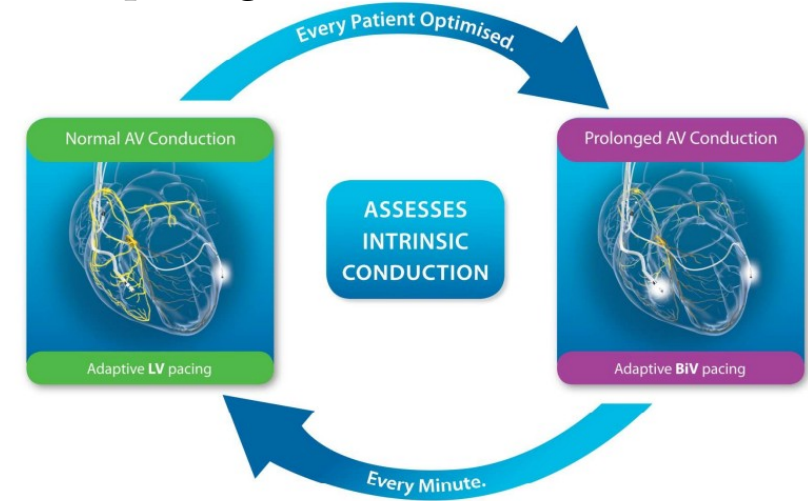 Every Patient Optimised.
Normal AV Conduction
Prolonged AV Conduction
ASSESSES
INTRINSIC
CONDUCTION
Adaptive LV pacing
Adaptive BiV pacing
Every Minute.